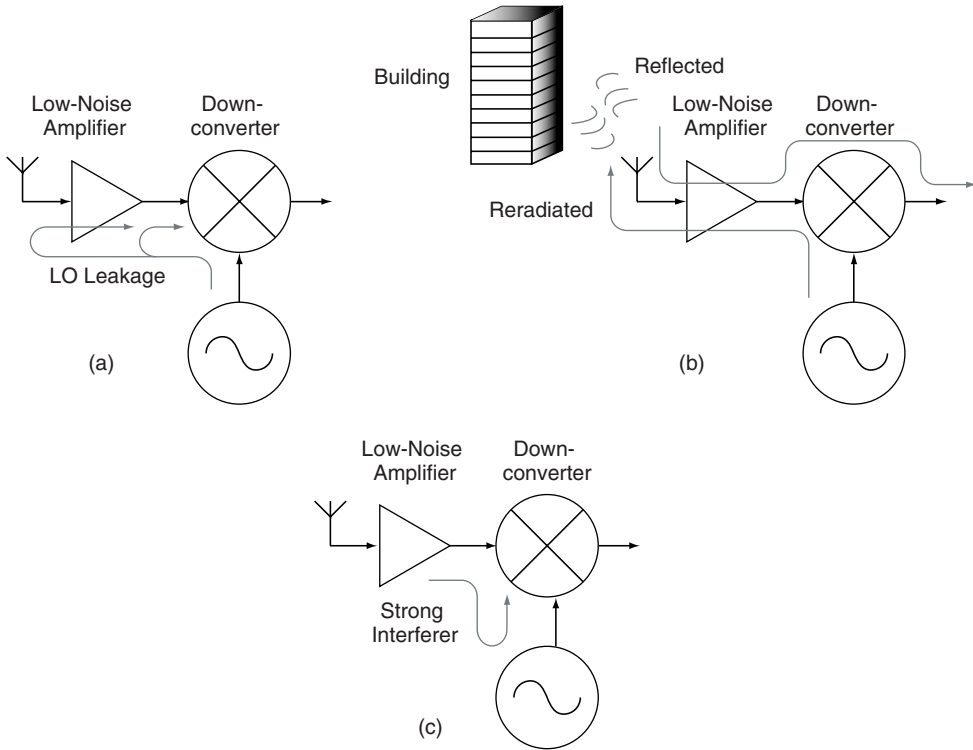 Building
Reflected
Low-Noise
Amplifier
Down-
converter
Low-Noise
Amplifier
Down-
converter
Reradiated
LO Leakage
(a)
(b)
Low-Noise
Amplifier
Down-
converter
Strong
Interferer
(c)